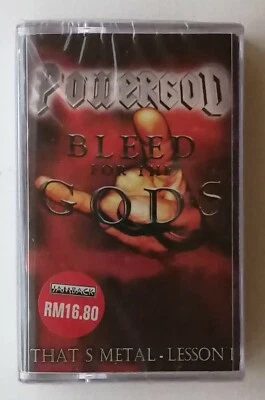 POWERGOD
BLEED
FOR THE
GODS
RM16.80
THAT S METAL - LESSON I